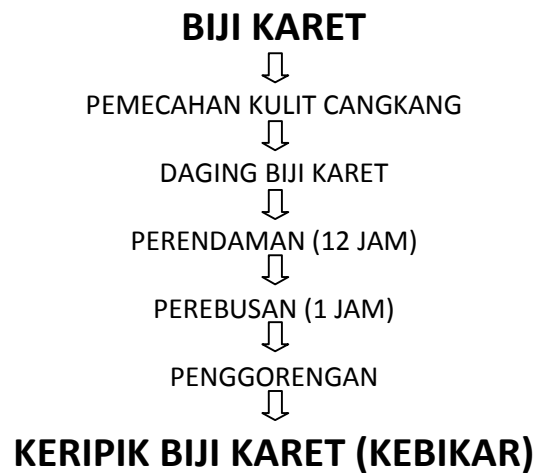 BIJI KARET
PEMECAHAN KULIT CANGKANG
DAGING BIJI KARET
PERENDAMAN (12 JAM)
PEREBUSAN (1 JAM)
PENGGORENGAN
KERIPIK BIJI KARET (KEBIKAR)